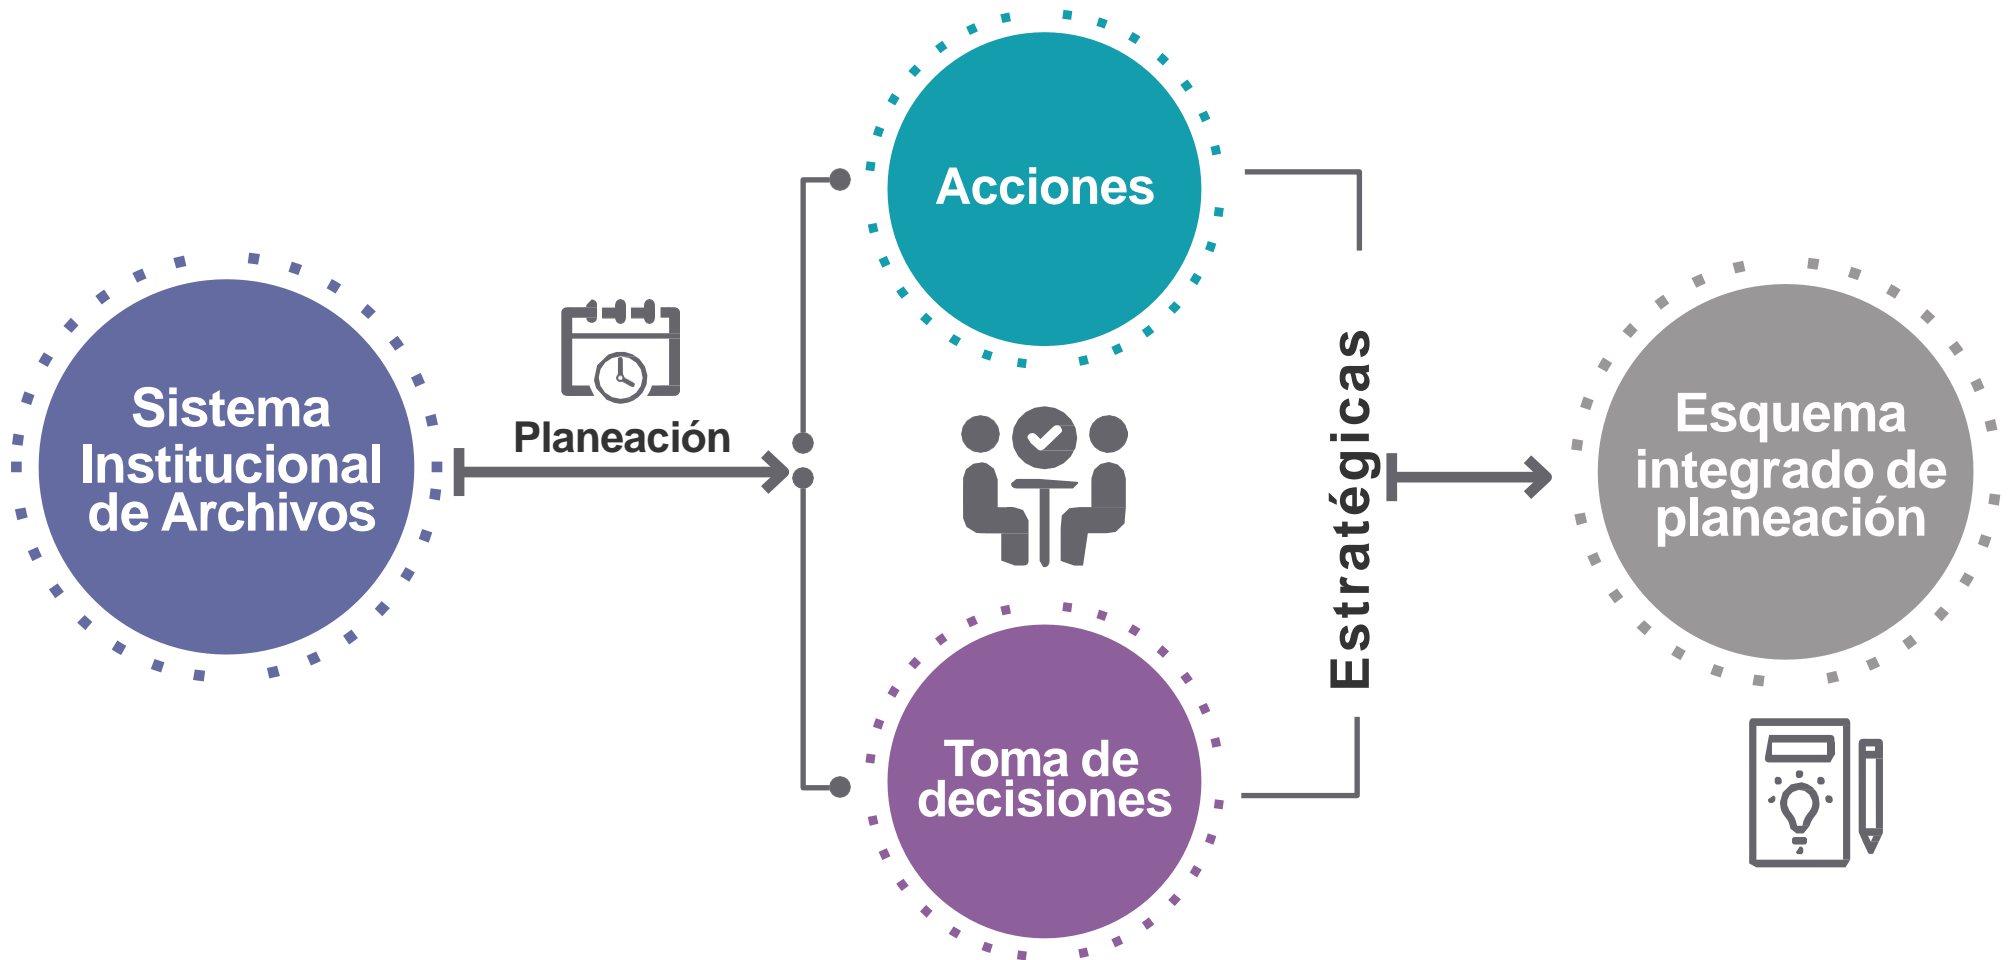 Sistema
Institucional
de Archivos
Planeación
Acciones
Toma de
decisiones
Estratégicas
Esquema
integrado de
planeación